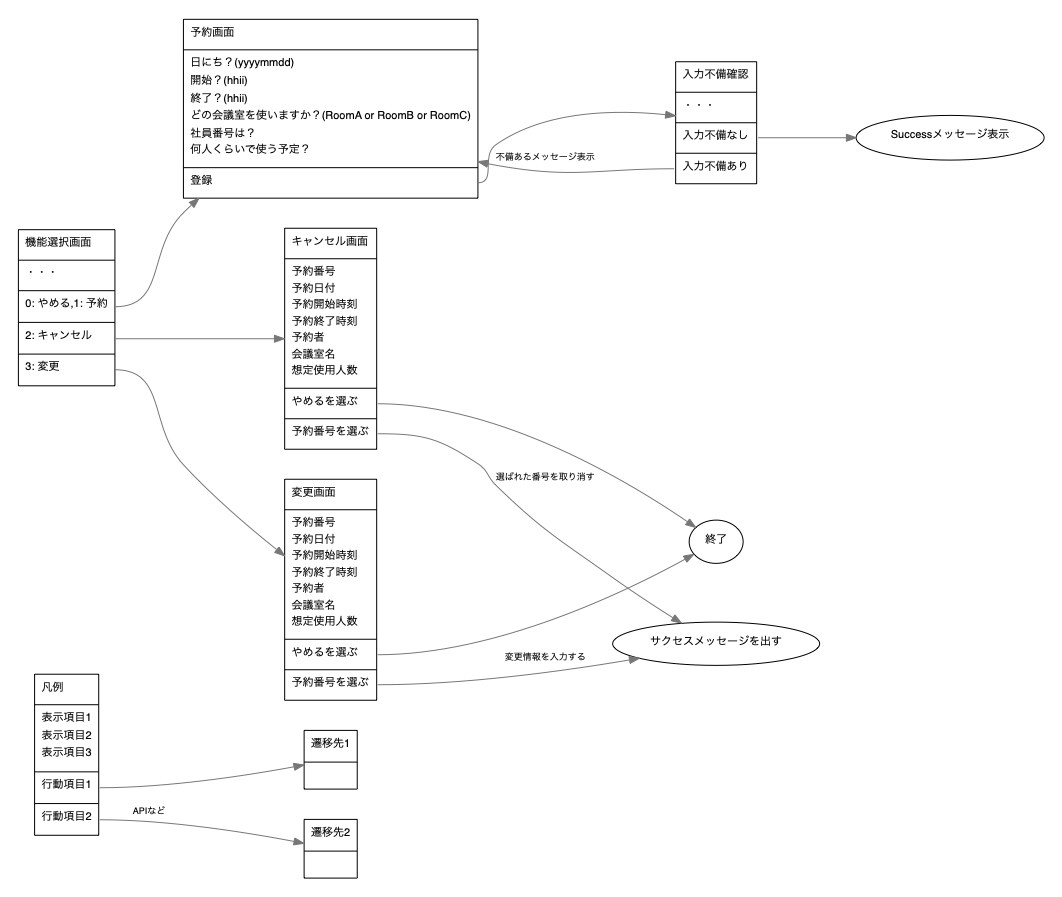 予約画面
日にち？(yyyymmdd)
開始？(hhii)
終了？(hhii)
どの会議室を使いますか？(RoomA or RoomB or RoomC)
社員番号は？
何人くらいで使う予定？
登録
不備あるメッセージ表示
入力不備確認
・・・
入力不備なし
入力不備あり
Successメッセージ表示
機能選択画面
・・・
0: やめる,1: 予約
2: キャンセル
3: 変更
キャンセル画面
予約番号
予約日付
予約開始時刻
予約終了時刻
予約者
会議室名
想定使用人数
やめるを選ぶ
予約番号を選ぶ
選ばれた番号を取り消す
変更画面
予約番号
予約日付
予約開始時刻
予約終了時刻
予約者
会議室名
想定使用人数
やめるを選ぶ
予約番号を選ぶ
変更情報を入力する
終了
サクセスメッセージを出す
凡例
表示項目1
表示項目2
表示項目3
行動項目1
行動項目2
APIなど
遷移先1
遷移先2